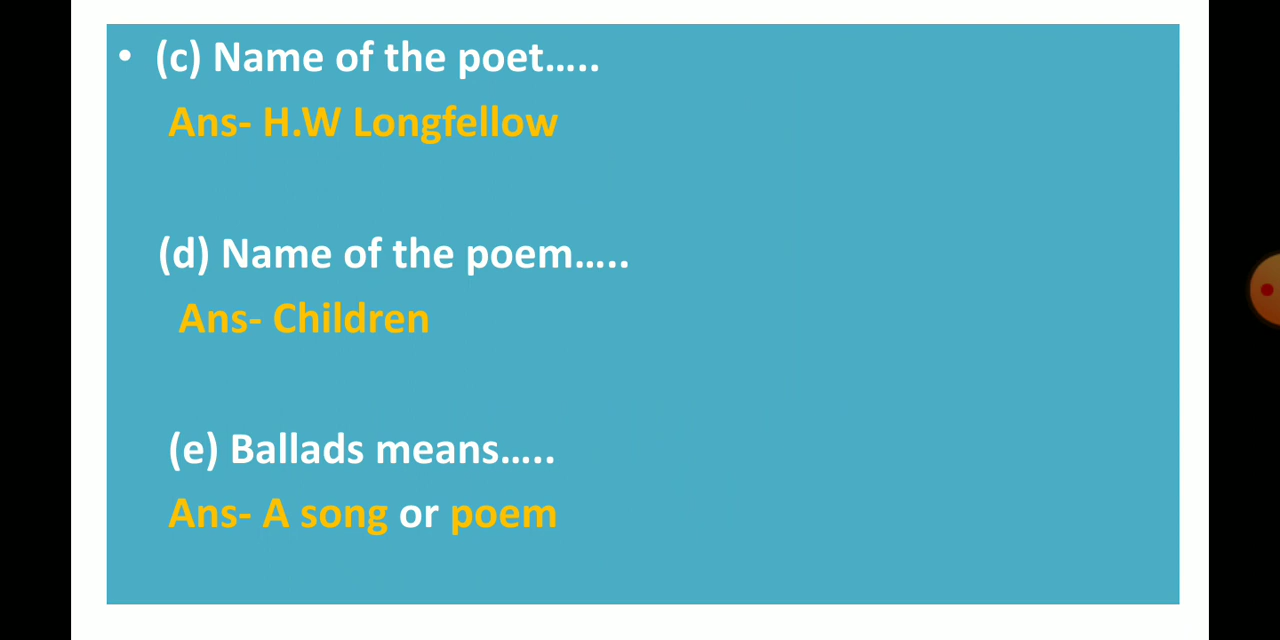 • (c) Name of the poet…..
Ans- H.W Longfellow
(d) Name of the poem…..
Ans- Children
(e) Ballads means…..
Ans- A song or poem